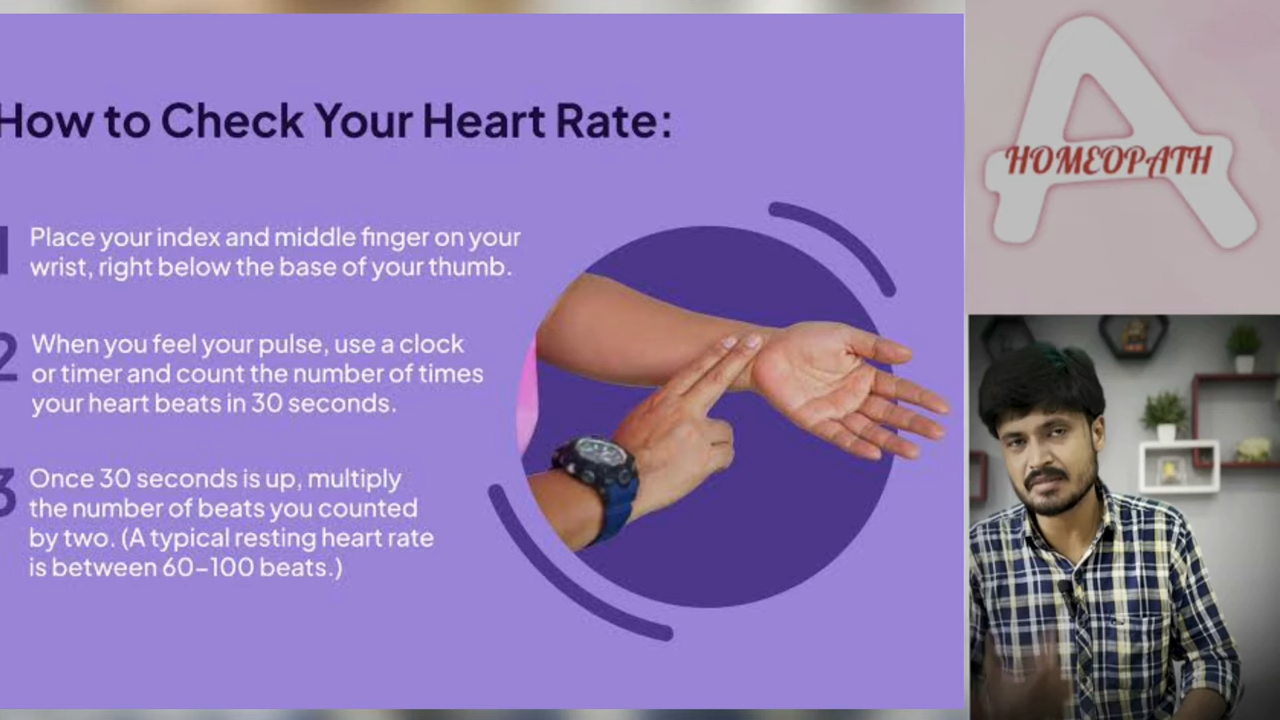 How to Check Your Heart Rate:
1
Place your index and middle finger on your
wrist, right below the base of your thumb.
2
When you feel your pulse, use a clock
or timer and count the number of times
your heart beats in 30 seconds.
3
Once 30 seconds is up, multiply
the number of beats you counted
by two. (A typical resting heart rate
is between 60–100 beats.)
A
HOMEOPATH